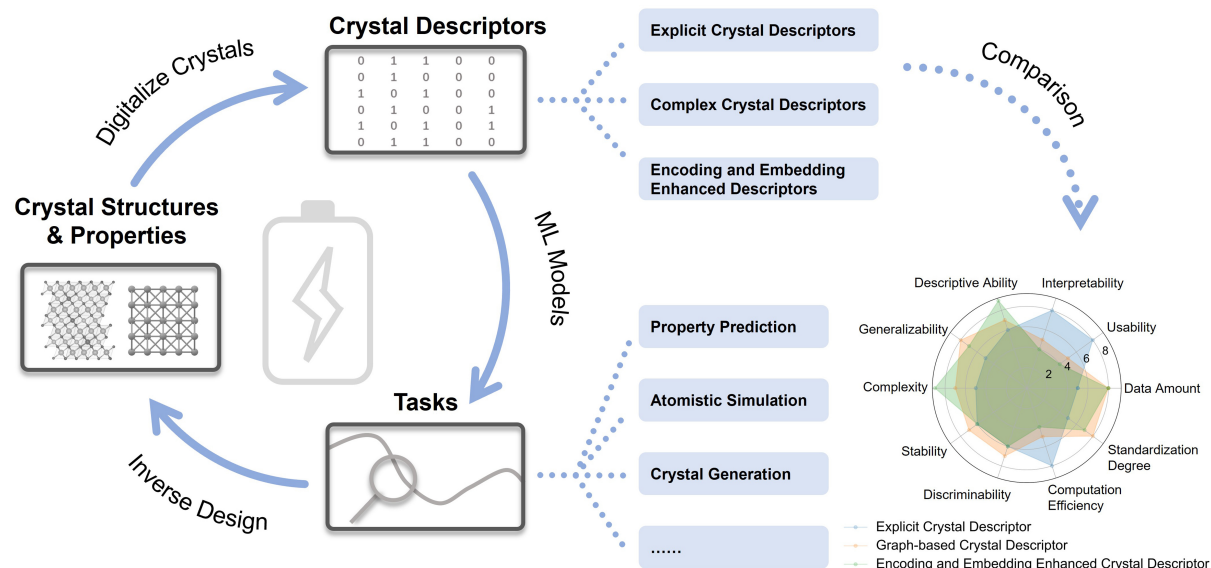 Crystal Descriptors
0 1 1 0 0
0 1 0 0 0
1 0 1 0 0
0 1 0 0 1
1 0 1 0 1
0 1 1 0 0
Digitalize Crystals
Explicit Crystal Descriptors
Complex Crystal Descriptors
Encoding and Embedding
Enhanced Descriptors
Comparison
Crystal Structures
& Properties
ML Models
Tasks
Inverse Design
Property Prediction
Atomistic Simulation
Crystal Generation
......
Descriptive Ability
Interpretability
Generalizability
Usability
Complexity
2
4
6
8
Data Amount
Stability
Standardization
Degree
Discriminability
Computation
Efficiency
Explicit Crystal Descriptor
Graph-based Crystal Descriptor
Encoding and Embedding Enhanced Crystal Descriptor